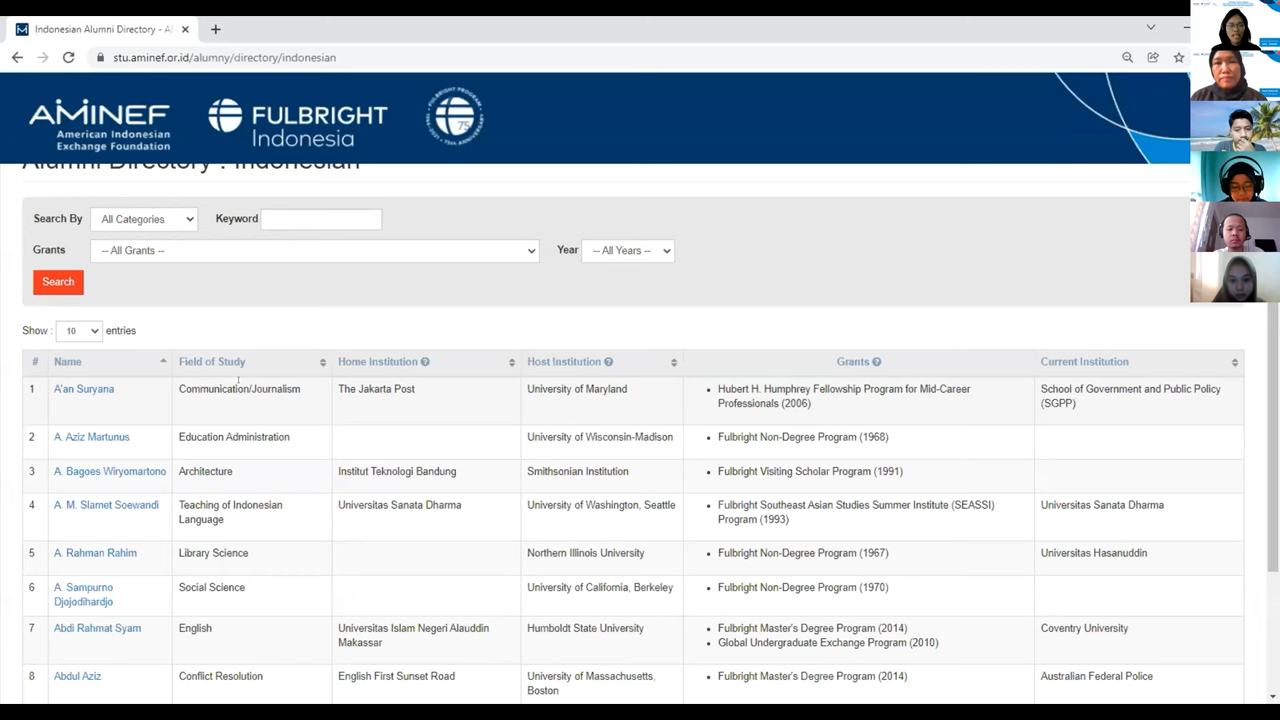 Indonesian Alumni Directory - A
stu.aminef.or.id/alumny/directory/indonesian
AMINEF
American Indonesian
Exchange Foundation
FULBRIGHT
Indonesia
75
Alumni Directory : Indonesian
Search By All Categories Keyword
Grants -- All Grants -- Year -- All Years --
Search
Show : 10 entries
# Name Field of Study Home Institution Host Institution Grants Current Institution
1 A'an Suryana Communication/Journalism The Jakarta Post University of Maryland • Hubert H. Humphrey Fellowship Program for Mid-Career School of Government and Public Policy
Professionals (2006) (SGPP)
2 A. Aziz Martunus Education Administration University of Wisconsin-Madison • Fulbright Non-Degree Program (1968)
3 A. Bagoes Wiryomartono Architecture Institut Teknologi Bandung Smithsonian Institution • Fulbright Visiting Scholar Program (1991)
4 A. M. Slamet Soewandi Teaching of Indonesian Universitas Sanata Dharma University of Washington, Seattle • Fulbright Southeast Asian Studies Summer Institute (SEASSI) Universitas Sanata Dharma
Language Program (1993)
5 A. Rahman Rahim Library Science Northern Illinois University • Fulbright Non-Degree Program (1967) Universitas Hasanuddin
6 A. Sampurno Social Science University of California, Berkeley • Fulbright Non-Degree Program (1970)
Djojodihardjo
7 Abdi Rahmat Syam English Universitas Islam Negeri Alauddin Humboldt State University • Fulbright Master's Degree Program (2014) Coventry University
Makassar • Global Undergraduate Exchange Program (2010)
8 Abdul Aziz Conflict Resolution English First Sunset Road University of Massachusetts, • Fulbright Master's Degree Program (2014) Australian Federal Police
Boston